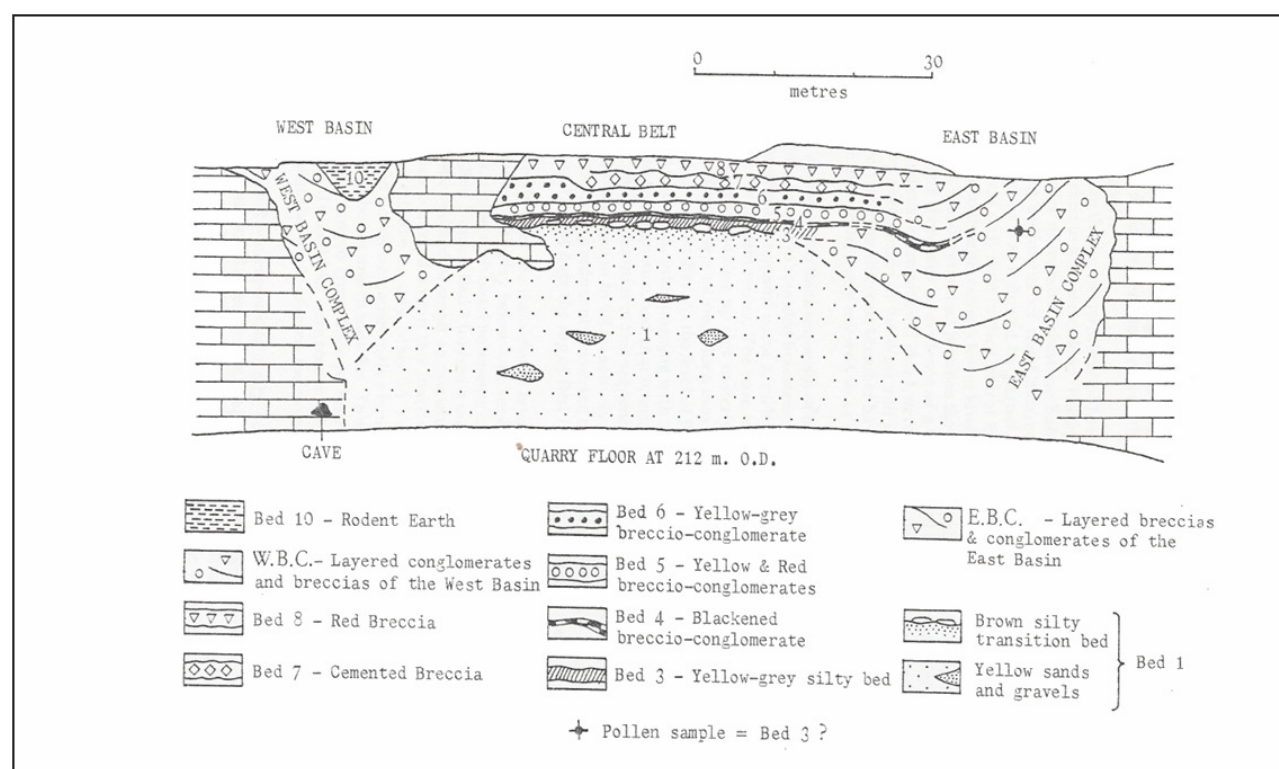 0 30
metres
WEST BASIN CENTRAL BELT EAST BASIN
10
8
7
6
5 4
3
WEST BASIN COMPLEX
1
EAST BASIN COMPLEX
CAVE
QUARRY FLOOR AT 212 m. O.D.
Bed 10 - Rodent Earth
W.B.C.- Layered conglomerates
and breccias of the West Basin
Bed 8 - Red Breccia
Bed 7 - Cemented Breccia
Bed 6 - Yellow-grey
breccio-conglomerate
Bed 5 - Yellow & Red
breccio-conglomerates
Bed 4 - Blackened
breccio-conglomerate
Bed 3 - Yellow-grey silty bed
E.B.C. - Layered breccias
& conglomerates of the
East Basin
Brown silty
transition bed
Yellow sands
and gravels
Bed 1
Pollen sample = Bed 3 ?